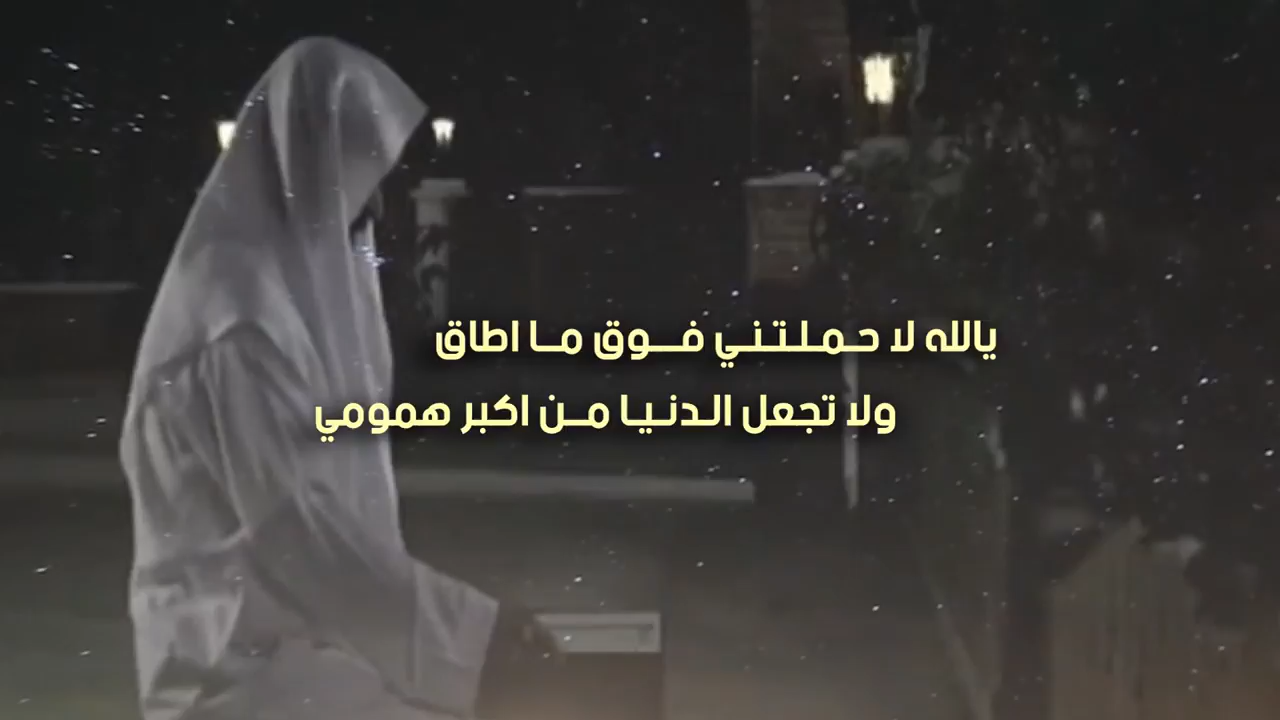 يالله لا حملتني فوق ما اطاق
ولا تجعل الدنيا من اكبر همومي